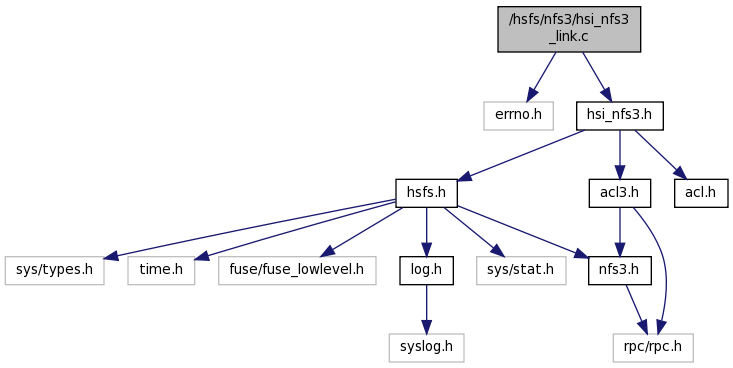 /hsfs/nfs3/hsi_nfs3
_link.c
errno.h
hsi_nfs3.h
hsfs.h
acl3.h
acl.h
sys/types.h
time.h
fuse/fuse_lowlevel.h
log.h
sys/stat.h
nfs3.h
syslog.h
rpc/rpc.h